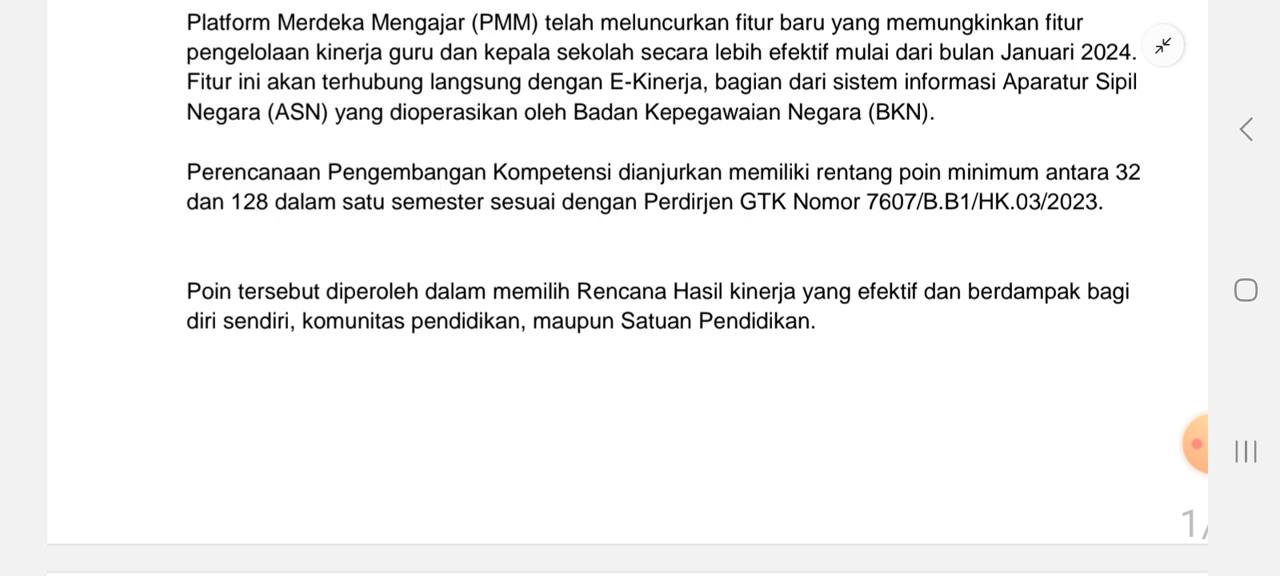 Platform Merdeka Mengajar (PMM) telah meluncurkan fitur baru yang memungkinkan fitur
pengelolaan kinerja guru dan kepala sekolah secara lebih efektif mulai dari bulan Januari 2024.
Fitur ini akan terhubung langsung dengan E-Kinerja, bagian dari sistem informasi Aparatur Sipil
Negara (ASN) yang dioperasikan oleh Badan Kepegawaian Negara (BKN).
Perencanaan Pengembangan Kompetensi dianjurkan memiliki rentang poin minimum antara 32
dan 128 dalam satu semester sesuai dengan Perdirjen GTK Nomor 7607/B.B1/HK.03/2023.
Poin tersebut diperoleh dalam memilih Rencana Hasil kinerja yang efektif dan berdampak bagi
diri sendiri, komunitas pendidikan, maupun Satuan Pendidikan.
1/